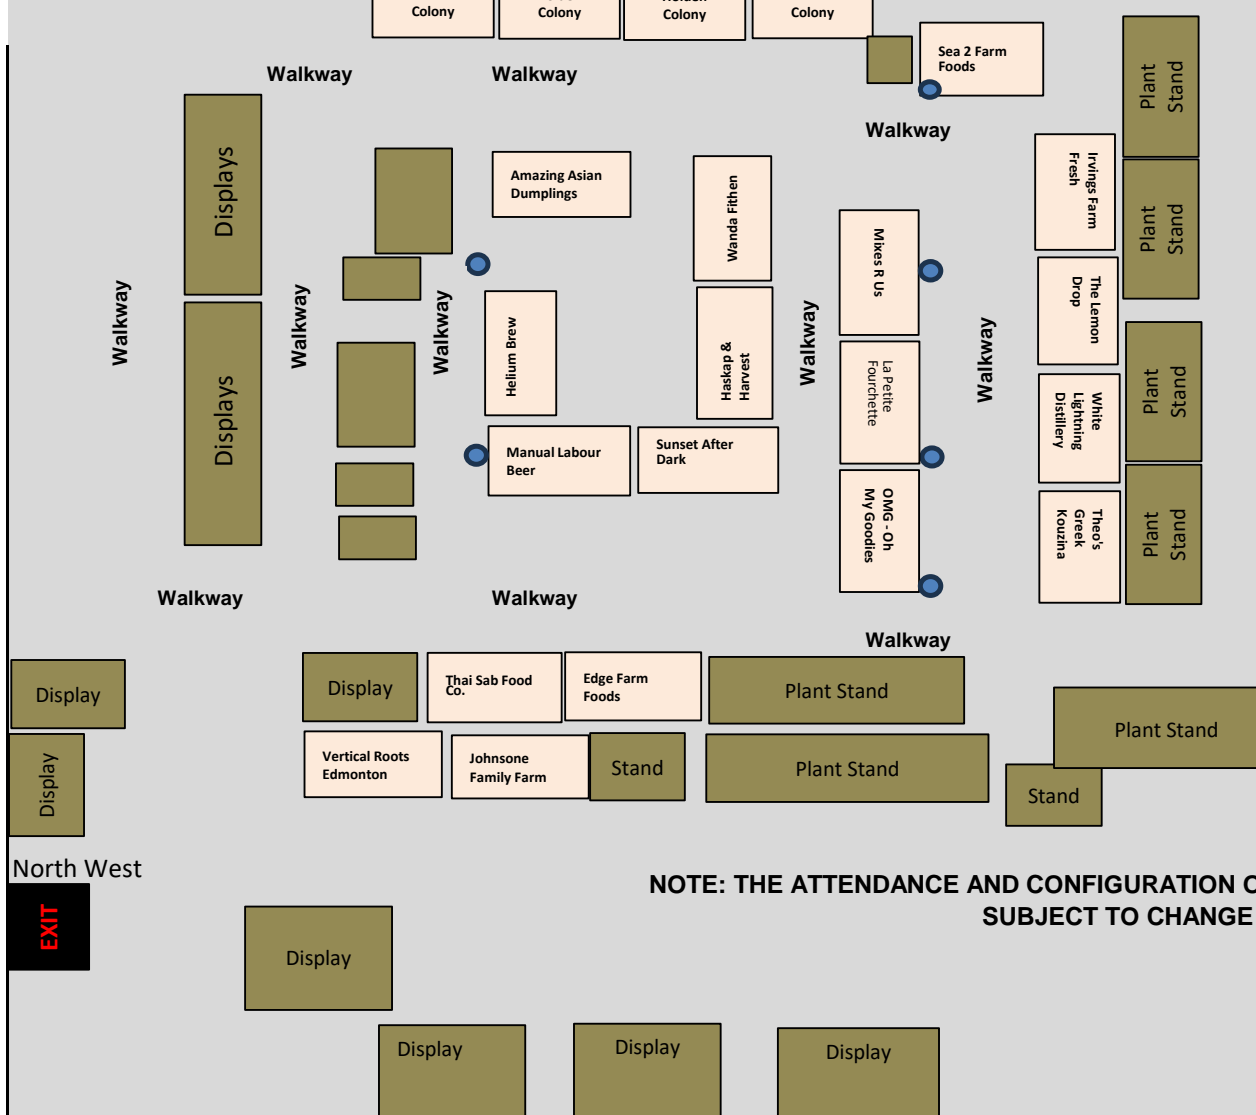 Colony
Colony
Colony
Colony
Sea 2 Farm
Foods
Plant
Stand
Walkway
Walkway
Walkway
Displays
Amazing Asian
Dumplings
Wanda Fithen
Irvings Farm
Fresh
Plant
Stand
Mixes R Us
Walkway
Walkway
Walkway
Helium Brew
Haskap &
Harvest
Walkway
La Petite
Fourchette
Walkway
The Lemon
Drop
Plant
Stand
Displays
White
Lightning
Distillery
Manual Labour
Beer
Sunset After
Dark
OMG - Oh
My Goodies
Theo's
Greek
Kouzina
Plant
Stand
Walkway
Walkway
Walkway
Display
Display
Thai Sab Food
Co.
Edge Farm
Foods
Plant Stand
Plant Stand
Display
Vertical Roots
Edmonton
Johnsone
Family Farm
Stand
Plant Stand
Stand
North West
EXIT
NOTE: THE ATTENDANCE AND CONFIGURATION
SUBJECT TO CHANGE
Display
Display
Display
Display